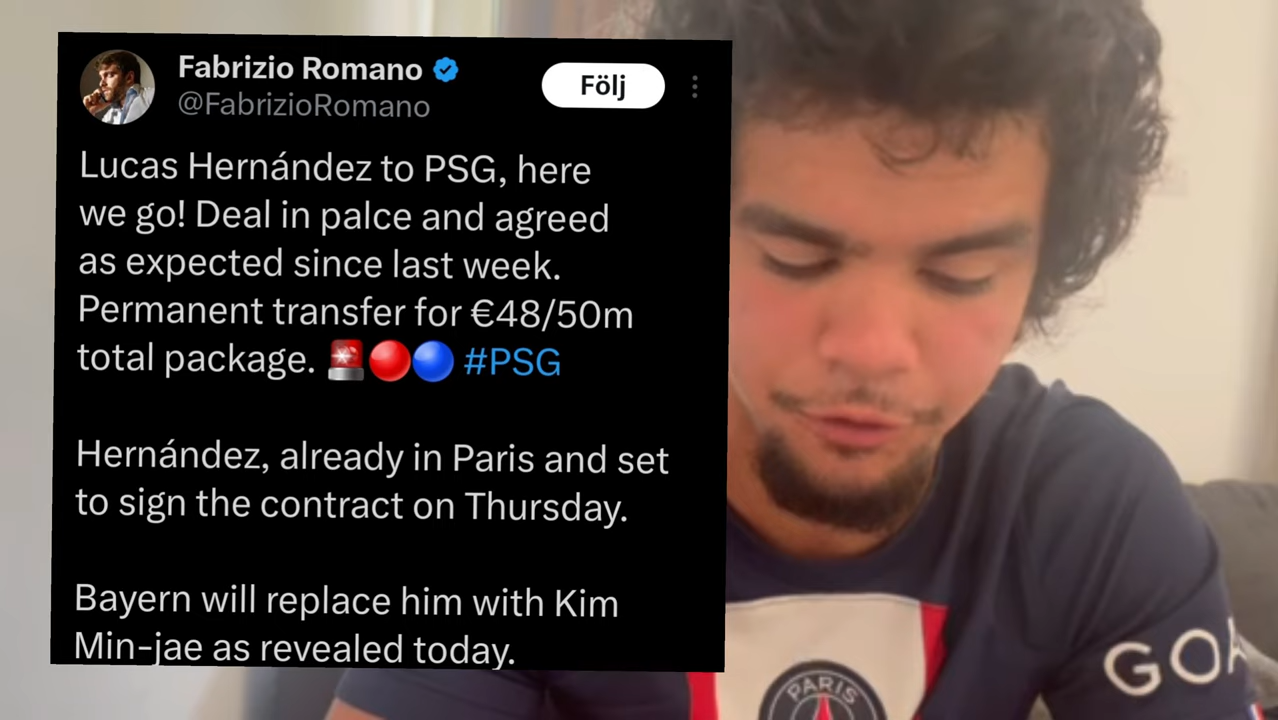 Fabrizio Romano
@FabrizioRomano
Följ
Lucas Hernández to PSG, here
we go! Deal in palce and agreed
as expected since last week.
Permanent transfer for €48/50m
total package. 🚨🔴🔵 #PSG
Hernández, already in Paris and set
to sign the contract on Thursday.
Bayern will replace him with Kim
Min-jae as revealed today.
PARIS
GOA